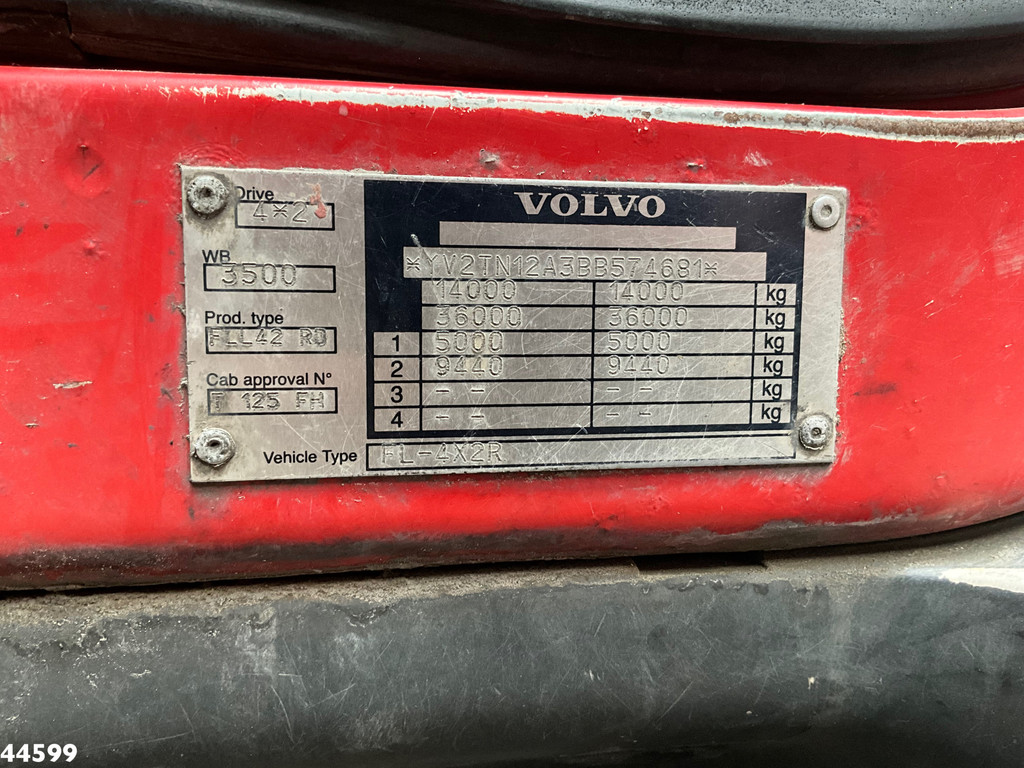 VOLVO
Drive
4*2
*YV2TN12A3BB574681*
WB
3500
14000 14000 kg
36000 36000 kg
Prod. type
FLL42 RO
1 5000 5000 kg
2 9440 9440 kg
Cab approval N°
T 125 FH
3 - - - - kg
4 - - - - kg
Vehicle Type FL-4X2R
44599